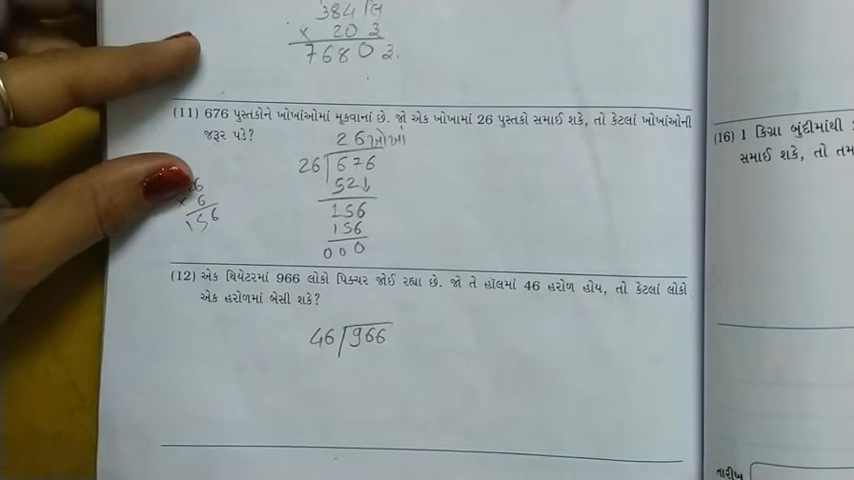 384 લિ
× 20 રૂ
7680 રૂ.
(11) 676 પુસ્તકોને ખોખાંઓમાં મૂકવાનાં છે. જો એક ખોખામાં 26 પુસ્તકો સમાઈ શકે, તો કેટલાં ખોખાંઓની
જરૂર પડે?
26 ખોખાં
26 676
52↓
156
156
000
26
× 6
156
(12) એક થિયેટરમાં 966 લોકો પિક્ચર જોઈ રહ્યા છે. જો તે હૉલમાં 46 હરોળ હોય, તો કેટલાં લોકો
એક હરોળમાં બેસી શકે?
46 966
(16) 1 કિગ્રા બુંદીમાંથી
સમાઈ શકે, તો તમ
તારીખ